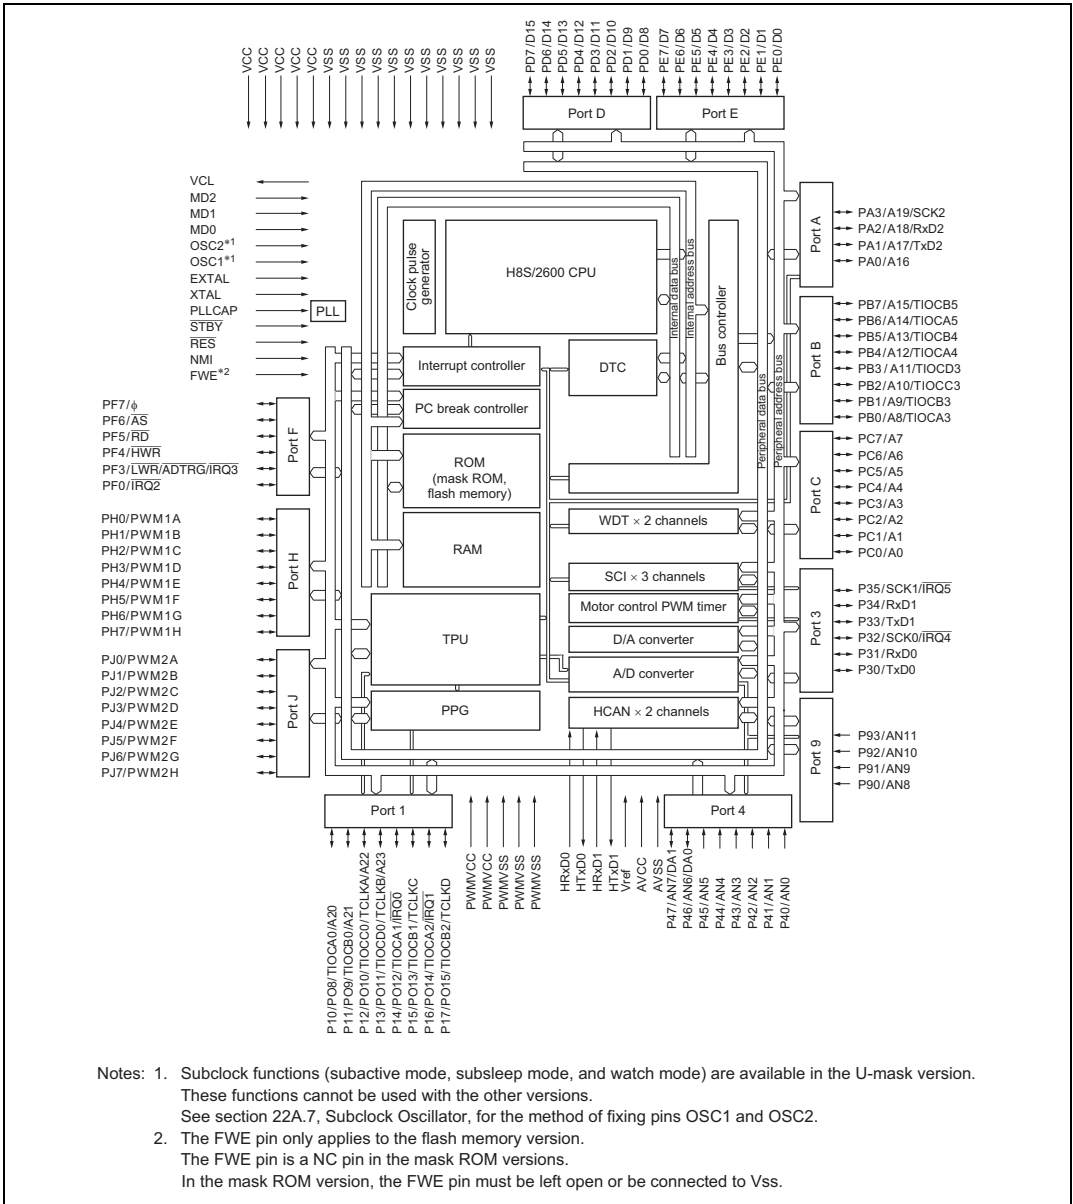 VCC
VCC
VCC
VCC
VCC
VSS
VSS
VSS
VSS
VSS
VSS
VSS
VSS
VSS
VSS
VSS
PD7/D15
PD6/D14
PD5/D13
PD4/D12
PD3/D11
PD2/D10
PD1/D9
PD0/D8
PE7/D7
PE6/D6
PE5/D5
PE4/D4
PE3/D3
PE2/D2
PE1/D1
PE0/D0
Port D
Port E
VCL
MD2
MD1
MD0
OSC2*1
OSC1*1
EXTAL
XTAL
PLLCAP
STBY
RES
NMI
FWE*2
PLL
Clock pulse
generator
H8S/2600 CPU
Internal data bus
Internal address bus
Bus controller
Peripheral data bus
Peripheral address bus
Interrupt controller
DTC
PC break controller
ROM
(mask ROM,
flash memory)
RAM
TPU
PPG
WDT × 2 channels
SCI × 3 channels
Motor control PWM timer
D/A converter
A/D converter
HCAN × 2 channels
Port A
PA3/A19/SCK2
PA2/A18/RxD2
PA1/A17/TxD2
PA0/A16
Port B
PB7/A15/TIOCB5
PB6/A14/TIOCA5
PB5/A13/TIOCB4
PB4/A12/TIOCA4
PB3/A11/TIOCD3
PB2/A10/TIOCC3
PB1/A9/TIOCB3
PB0/A8/TIOCA3
Port C
PC7/A7
PC6/A6
PC5/A5
PC4/A4
PC3/A3
PC2/A2
PC1/A1
PC0/A0
Port 3
P35/SCK1/IRQ5
P34/RxD1
P33/TxD1
P32/SCK0/IRQ4
P31/RxD0
P30/TxD0
Port 9
P93/AN11
P92/AN10
P91/AN9
P90/AN8
PF7/ϕ
PF6/AS
PF5/RD
PF4/HWR
PF3/LWR/ADTRG/IRQ3
PF0/IRQ2
Port F
PH0/PWM1A
PH1/PWM1B
PH2/PWM1C
PH3/PWM1D
PH4/PWM1E
PH5/PWM1F
PH6/PWM1G
PH7/PWM1H
Port H
PJ0/PWM2A
PJ1/PWM2B
PJ2/PWM2C
PJ3/PWM2D
PJ4/PWM2E
PJ5/PWM2F
PJ6/PWM2G
PJ7/PWM2H
Port J
Port 1
Port 4
P10/PO8/TIOCA0/A20
P11/PO9/TIOCB0/A21
P12/PO10/TIOCC0/TCLKA/A22
P13/PO11/TIOCD0/TCLKB/A23
P14/PO12/TIOCA1/IRQ0
P15/PO13/TIOCB1/TCLKC
P16/PO14/TIOCA2/IRQ1
P17/PO15/TIOCB2/TCLKD
PWMVCC
PWMVCC
PWMVSS
PWMVSS
PWMVSS
HRxD0
HTxD0
HRxD1
HTxD1
Vref
AVCC
AVSS
P47/AN7/DA1
P46/AN6/DA0
P45/AN5
P44/AN4
P43/AN3
P42/AN2
P41/AN1
P40/AN0
Notes: 1. Subclock functions (subactive mode, subsleep mode, and watch mode) are available in the U-mask version.
These functions cannot be used with the other versions.
See section 22A.7, Subclock Oscillator, for the method of fixing pins OSC1 and OSC2.
2. The FWE pin only applies to the flash memory version.
The FWE pin is a NC pin in the mask ROM versions.
In the mask ROM version, the FWE pin must be left open or be connected to Vss.